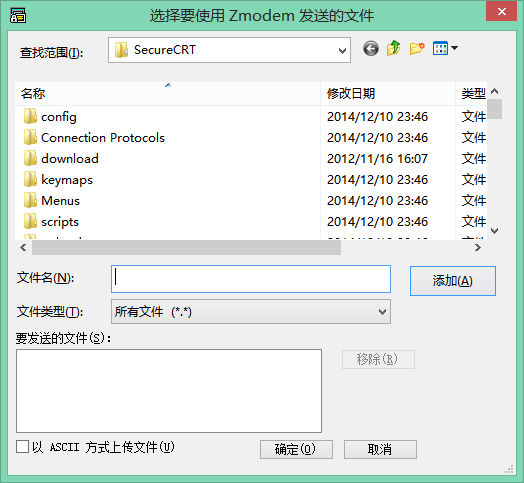 选择要使用 Zmodem 发送的文件
查找范围(I): SecureCRT
名称 修改日期 类型
config 2014/12/10 23:46 文件
Connection Protocols 2014/12/10 23:46 文件
download 2012/11/16 16:07 文件
keymaps 2014/12/10 23:46 文件
Menus 2014/12/10 23:46 文件
scripts 2014/12/10 23:46 文件
文件名(N): 添加(A)
文件类型(T): 所有文件 (*.*)
要发送的文件(S):
移除(R)
以 ASCII 方式上传文件(U) 确定(O) 取消